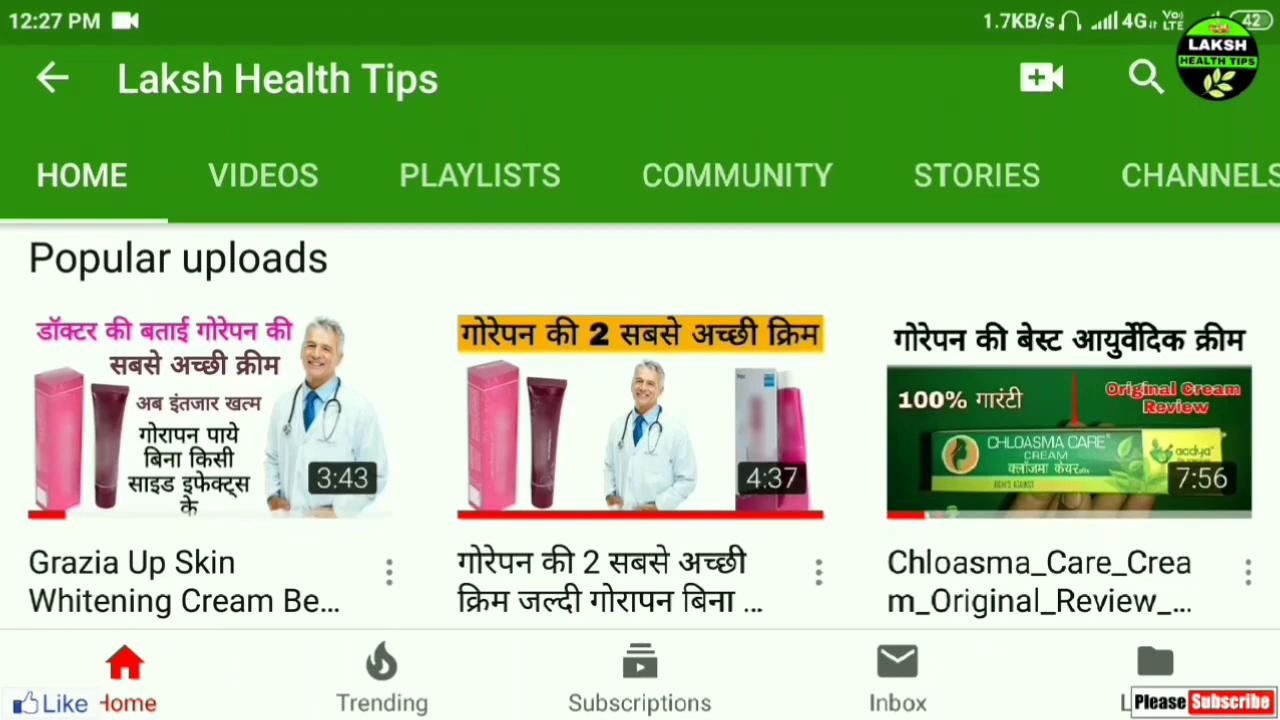 12:27 PM
1.7KB/s 4G VoLTE 42
LAKSH
HEALTH TIPS
Laksh Health Tips
HOME VIDEOS PLAYLISTS COMMUNITY STORIES CHANNELS
Popular uploads
डॉक्टर की बताई गोरेपन की
सबसे अच्छी क्रीम
अब इंतजार खत्म
गोरापन पाये
बिना किसी
साइड इफेक्ट्स
के
3:43
गोरेपन की 2 सबसे अच्छी क्रिम
4:37
गोरेपन की बेस्ट आयुर्वेदिक क्रीम
100% गारंटी
Original Cream
Review
CHLOASMA CARE
CREAM
क्लॉजमा केयर
7:56
Grazia Up Skin
Whitening Cream Be...
गोरेपन की 2 सबसे अच्छी
क्रिम जल्दी गोरापन बिना ...
Chloasma_Care_Crea
m_Original_Review_...
Like Home Trending Subscriptions Inbox L
Please Subscribe